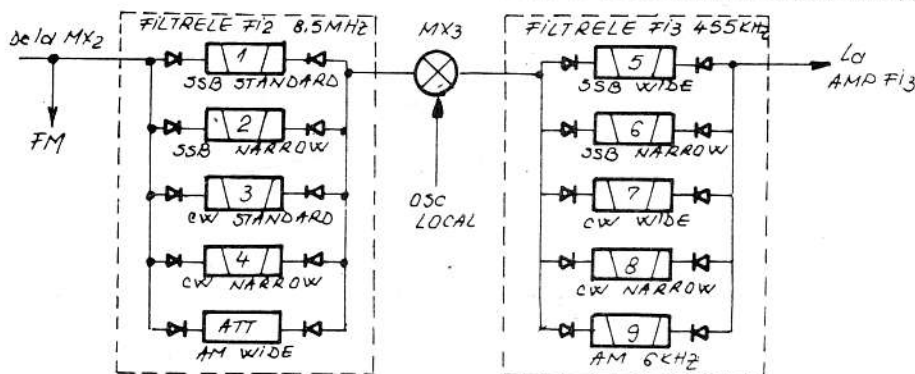 FILTRELE Fi2 8.5MHZ
Dela MX2
FM
1
SSB STANDARD
2
SSB NARROW
3
CW STANDARD
4
CW NARROW
ATT
AM WIDE
MX3
OSC
LOCAL
FILTRELE Fi3 455KHZ
5
SSB WIDE
6
SSB NARROW
7
CW WIDE
8
CW NARROW
9
AM 6KHZ
La
AMP Fi3